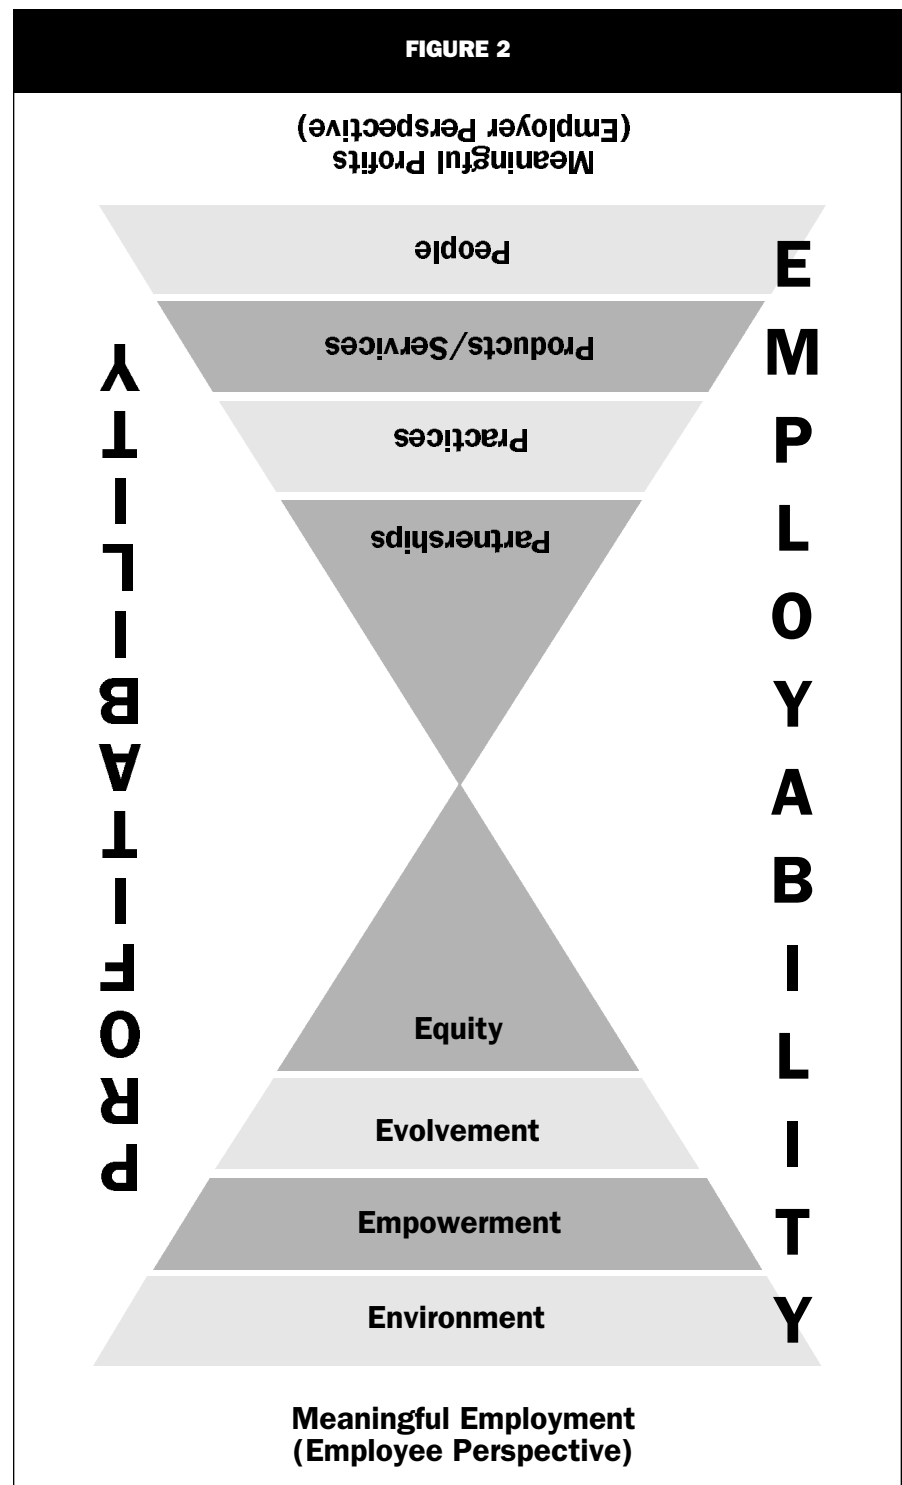 FIGURE 2
Meaningful Profits
(Employer Perspective)
People
Products/Services
Practices
Partnerships
PROFITABILITY
EMPLOYABILITY
Equity
Evolvement
Empowerment
Environment
Meaningful Employment
(Employee Perspective)